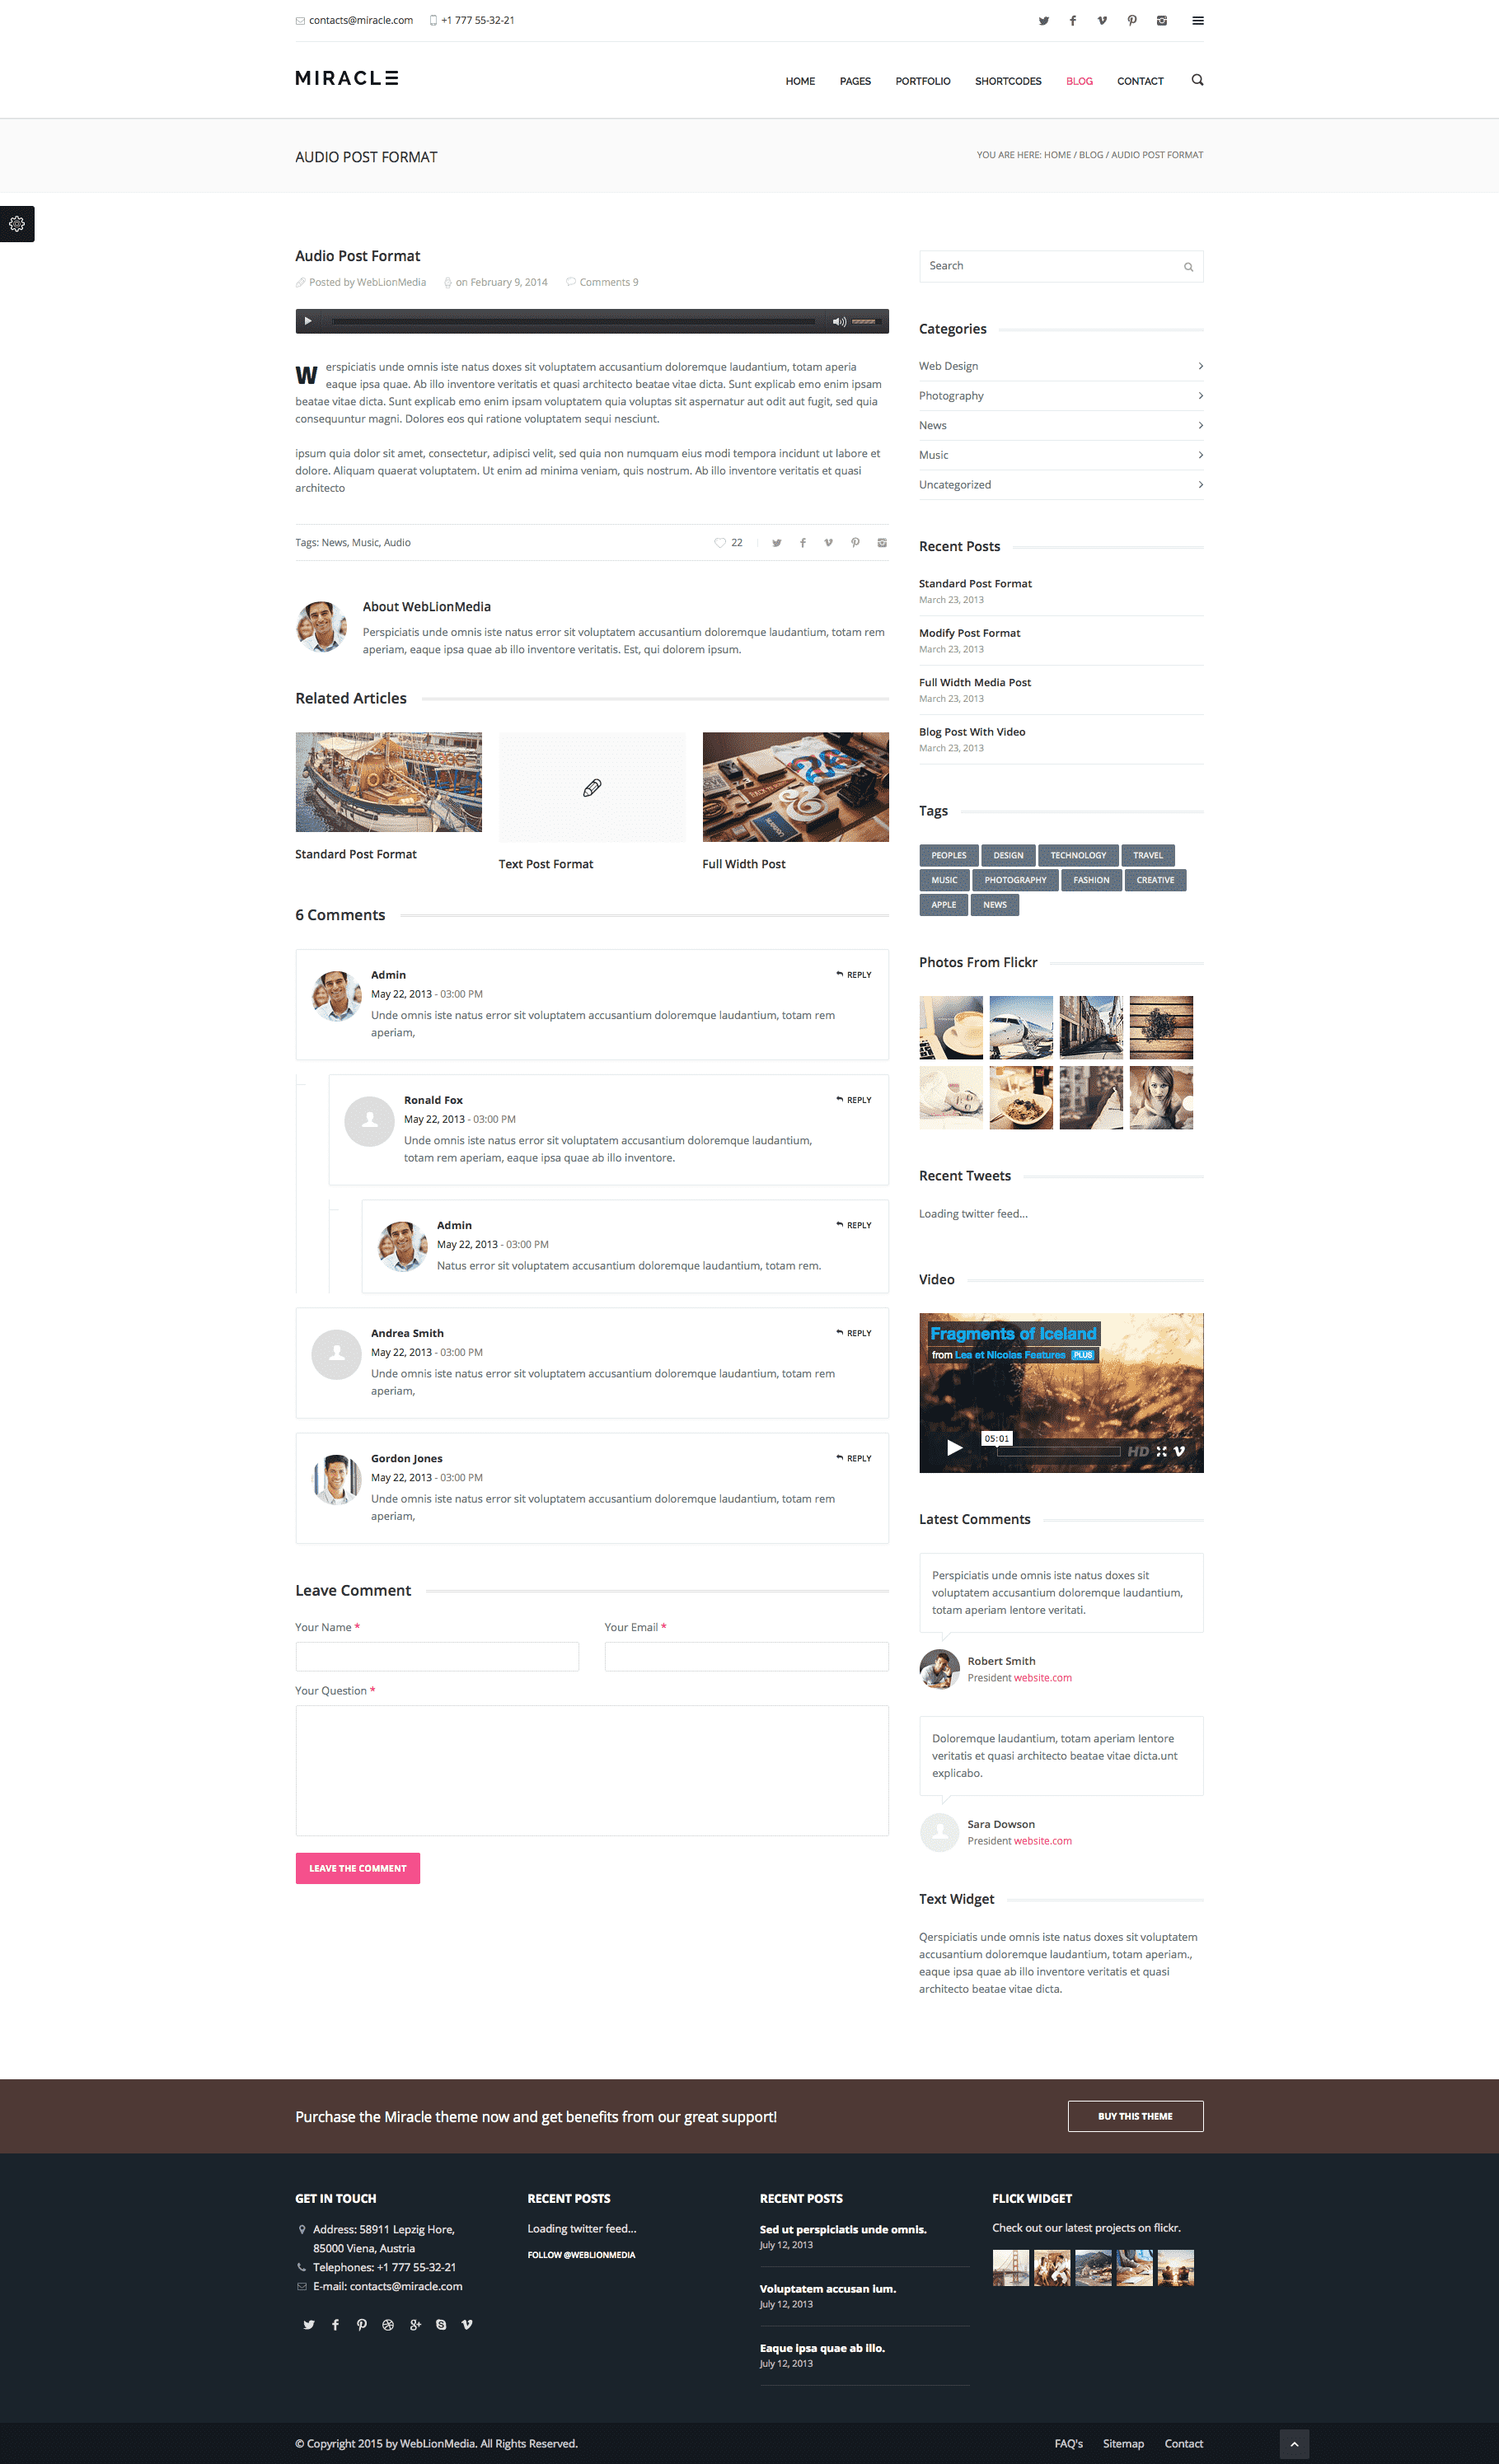 contacts@miracle.com +1 777 55-32-21
MIRACLE
HOME PAGES PORTFOLIO SHORTCODES BLOG CONTACT
AUDIO POST FORMAT
YOU ARE HERE: HOME / BLOG / AUDIO POST FORMAT
Audio Post Format
Posted by WebLionMedia on February 9, 2014 Comments 9
Werspiciatis unde omnis iste natus doxes sit voluptatem accusantium doloremque laudantium, totam aperia
eaque ipsa quae. Ab illo inventore veritatis et quasi architecto beatae vitae dicta. Sunt explicab emo enim ipsam
beatae vitae dicta. Sunt explicab emo enim ipsam voluptatem quia voluptas sit aspernatur aut odit aut fugit, sed quia
consequuntur magni. Dolores eos qui ratione voluptatem sequi nesciunt.
ipsum quia dolor sit amet, consectetur, adipisci velit, sed quia non numquam eius modi tempora incidunt ut labore et
dolore. Aliquam quaerat voluptatem. Ut enim ad minima veniam, quis nostrum. Ab illo inventore veritatis et quasi
architecto
Tags: News, Music, Audio
22
About WebLionMedia
Perspiciatis unde omnis iste natus error sit voluptatem accusantium doloremque laudantium, totam rem
aperiam, eaque ipsa quae ab illo inventore veritatis. Est, qui dolorem ipsum.
Related Articles
Standard Post Format
Text Post Format
Full Width Post
6 Comments
Admin
REPLY
May 22, 2013 - 03:00 PM
Unde omnis iste natus error sit voluptatem accusantium doloremque laudantium, totam rem
aperiam,
Ronald Fox
REPLY
May 22, 2013 - 03:00 PM
Unde omnis iste natus error sit voluptatem accusantium doloremque laudantium,
totam rem aperiam, eaque ipsa quae ab illo inventore.
Admin
REPLY
May 22, 2013 - 03:00 PM
Natus error sit voluptatem accusantium doloremque laudantium, totam rem.
Andrea Smith
REPLY
May 22, 2013 - 03:00 PM
Unde omnis iste natus error sit voluptatem accusantium doloremque laudantium, totam rem
aperiam,
Gordon Jones
REPLY
May 22, 2013 - 03:00 PM
Unde omnis iste natus error sit voluptatem accusantium doloremque laudantium, totam rem
aperiam,
Leave Comment
Your Name *
Your Email *
Your Question *
LEAVE THE COMMENT
Search
Categories
Web Design
Photography
News
Music
Uncategorized
Recent Posts
Standard Post Format
March 23, 2013
Modify Post Format
March 23, 2013
Full Width Media Post
March 23, 2013
Blog Post With Video
March 23, 2013
Tags
PEOPLES DESIGN TECHNOLOGY TRAVEL
MUSIC PHOTOGRAPHY FASHION CREATIVE
APPLE NEWS
Photos From Flickr
Recent Tweets
Loading twitter feed...
Video
Fragments of Iceland
from Lea et Nicolas Features PLUS
05:01
HD
Latest Comments
Perspiciatis unde omnis iste natus doxes sit
voluptatem accusantium doloremque laudantium,
totam aperiam lentore veritati.
Robert Smith
President website.com
Doloremque laudantium, totam aperiam lentore
veritatis et quasi architecto beatae vitae dicta.unt
explicabo.
Sara Dowson
President website.com
Text Widget
Qerspiciatis unde omnis iste natus doxes sit voluptatem
accusantium doloremque laudantium, totam aperiam.,
eaque ipsa quae ab illo inventore veritatis et quasi
architecto beatae vitae dicta.
Purchase the Miracle theme now and get benefits from our great support!
BUY THIS THEME
GET IN TOUCH
Address: 58911 Lepzig Hore,
85000 Viena, Austria
Telephones: +1 777 55-32-21
E-mail: contacts@miracle.com
RECENT POSTS
Loading twitter feed...
FOLLOW @WEBLIONMEDIA
RECENT POSTS
Sed ut perspiciatis unde omnis.
July 12, 2013
Voluptatem accusan ium.
July 12, 2013
Eaque ipsa quae ab illo.
July 12, 2013
FLICK WIDGET
Check out our latest projects on flickr.
© Copyright 2015 by WebLionMedia. All Rights Reserved.
FAQ's Sitemap Contact